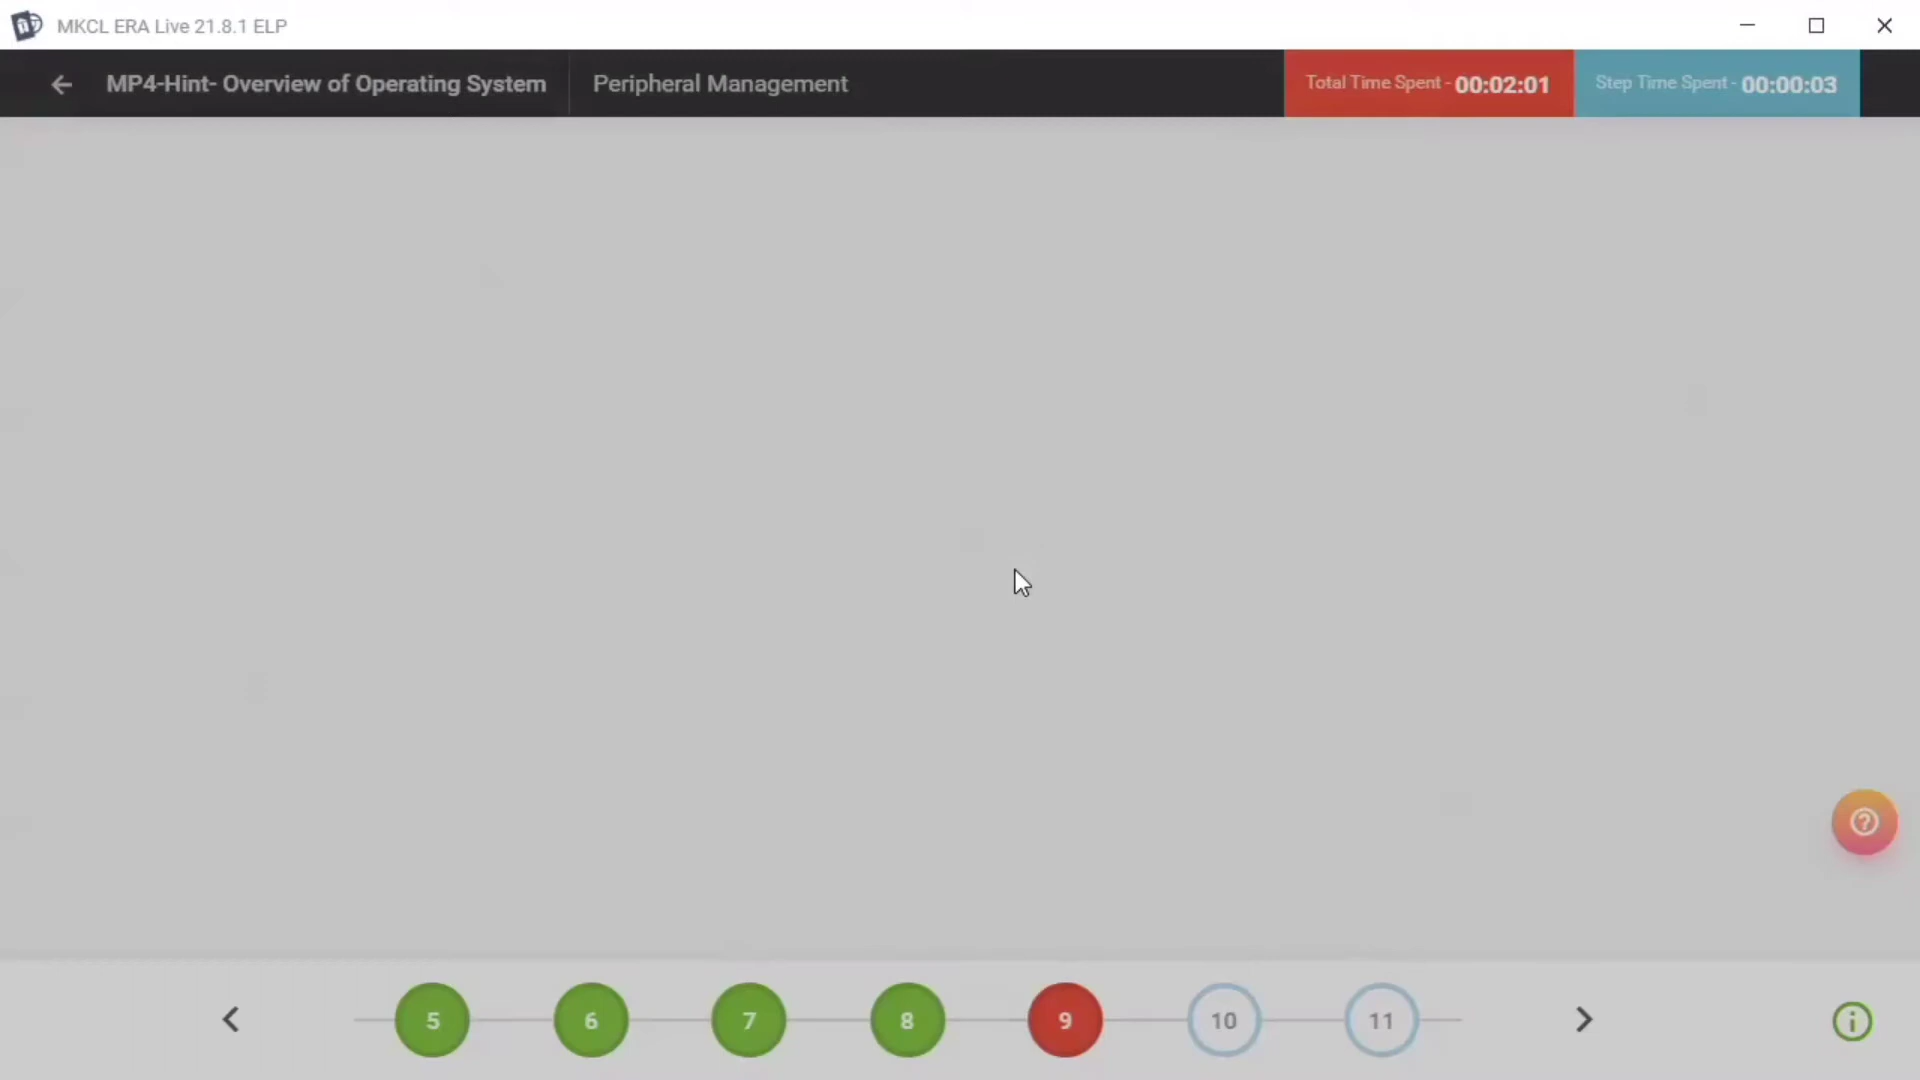 MKCL ERA Live 21.8.1 ELP
MP4-Hint- Overview of Operating System
Peripheral Management
Total Time Spent - 00:02:01
Step Time Spent - 00:00:03
5 6 7 8 9 10 11